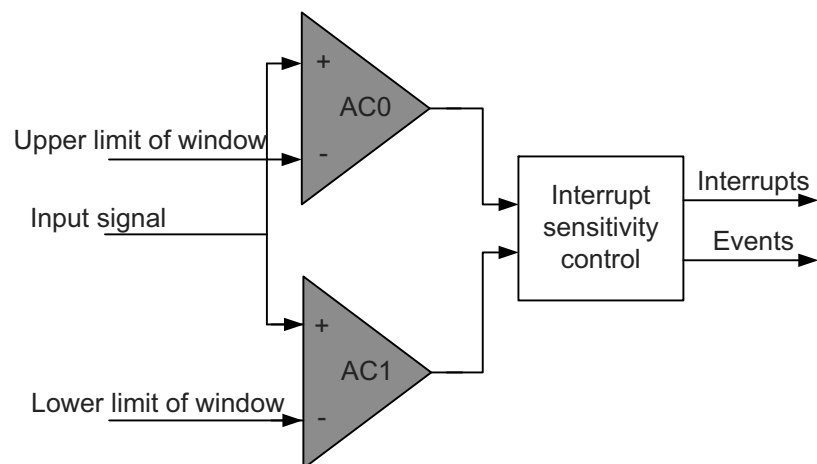 +
AC0
Upper limit of window
-
Input signal
Interrupt
sensitivity
control
Interrupts
Events
+
AC1
Lower limit of window
-